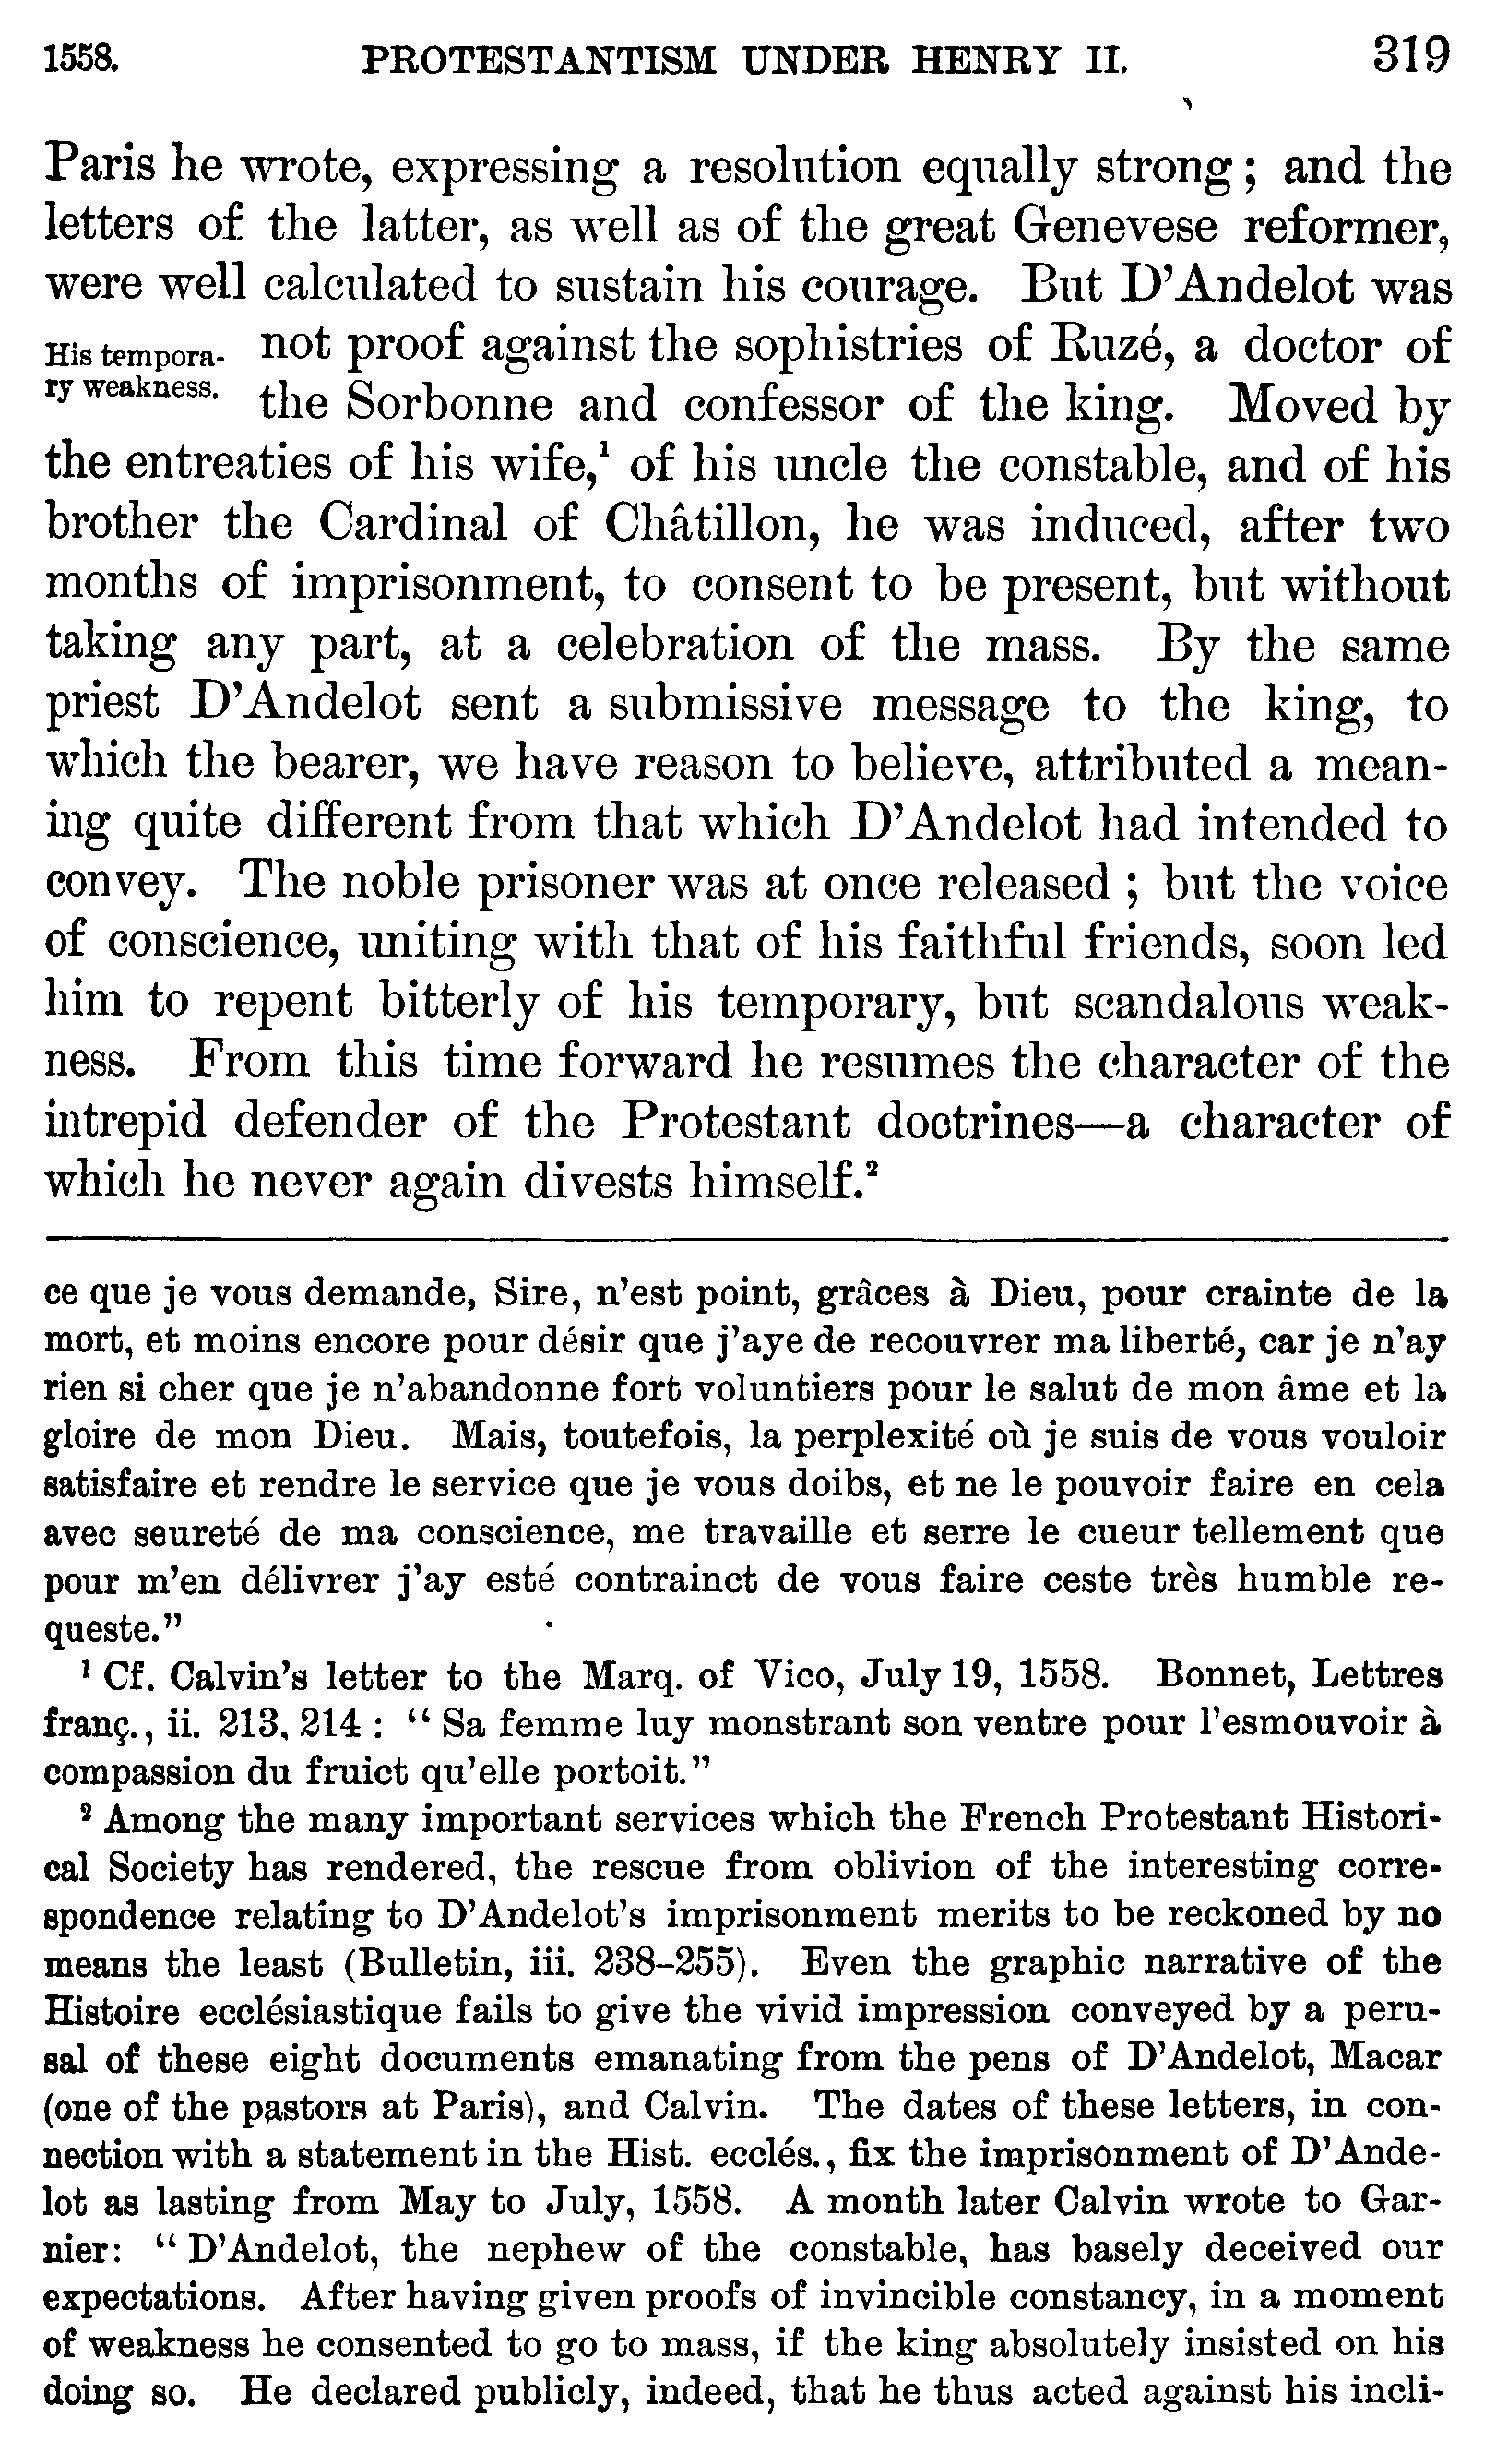 1558. PROTESTANTISM UNDER HENRY II. 319
Paris he wrote, expressing a resolution equally strong; and the
letters of the latter, as well as of the great Genevese reformer,
were well calculated to sustain his courage. But D'Andelot was
His tempora-
ry weakness.
not proof against the sophistries of Ruzé, a doctor of
the Sorbonne and confessor of the king. Moved by
the entreaties of his wife,¹ of his uncle the constable, and of his
brother the Cardinal of Châtillon, he was induced, after two
months of imprisonment, to consent to be present, but without
taking any part, at a celebration of the mass. By the same
priest D'Andelot sent a submissive message to the king, to
which the bearer, we have reason to believe, attributed a mean-
ing quite different from that which D'Andelot had intended to
convey. The noble prisoner was at once released; but the voice
of conscience, uniting with that of his faithful friends, soon led
him to repent bitterly of his temporary, but scandalous weak-
ness. From this time forward he resumes the character of the
intrepid defender of the Protestant doctrines—a character of
which he never again divests himself.²
ce que je vous demande, Sire, n'est point, grâces à Dieu, pour crainte de la
mort, et moins encore pour désir que j'aye de recouvrer ma liberté, car je n'ay
rien si cher que je n'abandonne fort voluntiers pour le salut de mon âme et la
gloire de mon Dieu. Mais, toutefois, la perplexité où je suis de vous vouloir
satisfaire et rendre le service que je vous doibs, et ne le pouvoir faire en cela
avec seureté de ma conscience, me travaille et serre le cueur tellement que
pour m'en délivrer j'ay esté contrainct de vous faire ceste très humble re-
queste."
¹ Cf. Calvin's letter to the Marq. of Vico, July 19, 1558. Bonnet, Lettres
franç., ii. 213, 214: "Sa femme luy monstrant son ventre pour l'esmouvoir à
compassion du fruict qu'elle portoit."
² Among the many important services which the French Protestant Histori-
cal Society has rendered, the rescue from oblivion of the interesting corre-
spondence relating to D'Andelot's imprisonment merits to be reckoned by no
means the least (Bulletin, iii. 238-255). Even the graphic narrative of the
Histoire ecclésiastique fails to give the vivid impression conveyed by a peru-
sal of these eight documents emanating from the pens of D'Andelot, Macar
(one of the pastors at Paris), and Calvin. The dates of these letters, in con-
nection with a statement in the Hist. ecclés., fix the imprisonment of D'Ande-
lot as lasting from May to July, 1558. A month later Calvin wrote to Gar-
nier: "D'Andelot, the nephew of the constable, has basely deceived our
expectations. After having given proofs of invincible constancy, in a moment
of weakness he consented to go to mass, if the king absolutely insisted on his
doing so. He declared publicly, indeed, that he thus acted against his incli-